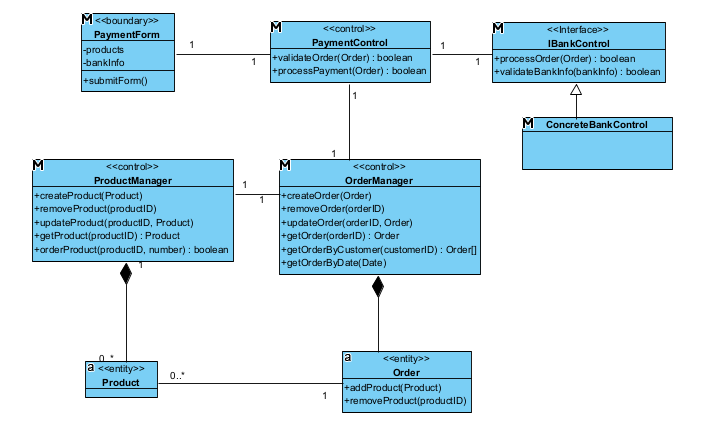 M <<boundary>>
PaymentForm
-products
-bankInfo
+submitForm()
1
1
M <<control>>
PaymentControl
+validateOrder(Order) : boolean
+processPayment(Order) : boolean
1
1
M <<Interface>>
IBankControl
+processOrder(Order) : boolean
+validateBankInfo(bankInfo) : boolean
M
ConcreteBankControl
1
1
M <<control>>
ProductManager
+createProduct(Product)
+removeProduct(productID)
+updateProduct(productID, Product)
+getProduct(productID) : Product
+orderProduct(productID, number) : boolean
1
1
M <<control>>
OrderManager
+createOrder(Order)
+removeOrder(orderID)
+updateOrder(orderID, Order)
+getOrder(orderID) : Order
+getOrderByCustomer(customerID) : Order[]
+getOrderByDate(Date)
1
0..*
a <<entity>>
Product
0..*
1
a <<entity>>
Order
+addProduct(Product)
+removeProduct(productID)